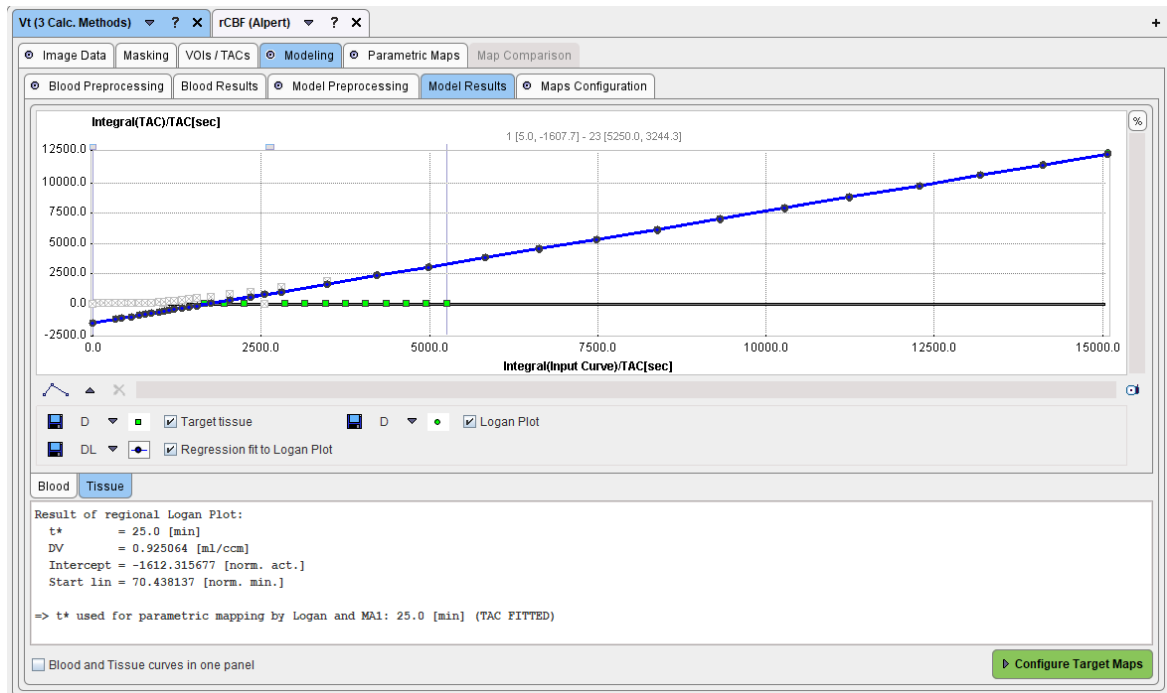 Vt (3 Calc. Methods) ? rCBF (Alpert) ? +
Image Data Masking VOIs / TACs Modeling Parametric Maps Map Comparison
Blood Preprocessing Blood Results Model Preprocessing Model Results Maps Configuration
Integral(TAC)/TAC[sec]
1 [5.0, -1607.7] - 23 [5250.0, 3244.3]
%
12500.0
10000.0
7500.0
5000.0
2500.0
0.0
-2500.0
0.0 2500.0 5000.0 7500.0 10000.0 12500.0 15000.0
Integral(Input Curve)/TAC[sec]
D Target tissue D Logan Plot
DL Regression fit to Logan Plot
Blood Tissue
Result of regional Logan Plot:
t* = 25.0 [min]
DV = 0.925064 [ml/ccm]
Intercept = -1612.315677 [norm. act.]
Start lin = 70.438137 [norm. min.]
=> t* used for parametric mapping by Logan and MA1: 25.0 [min] (TAC FITTED)
Blood and Tissue curves in one panel
Configure Target Maps